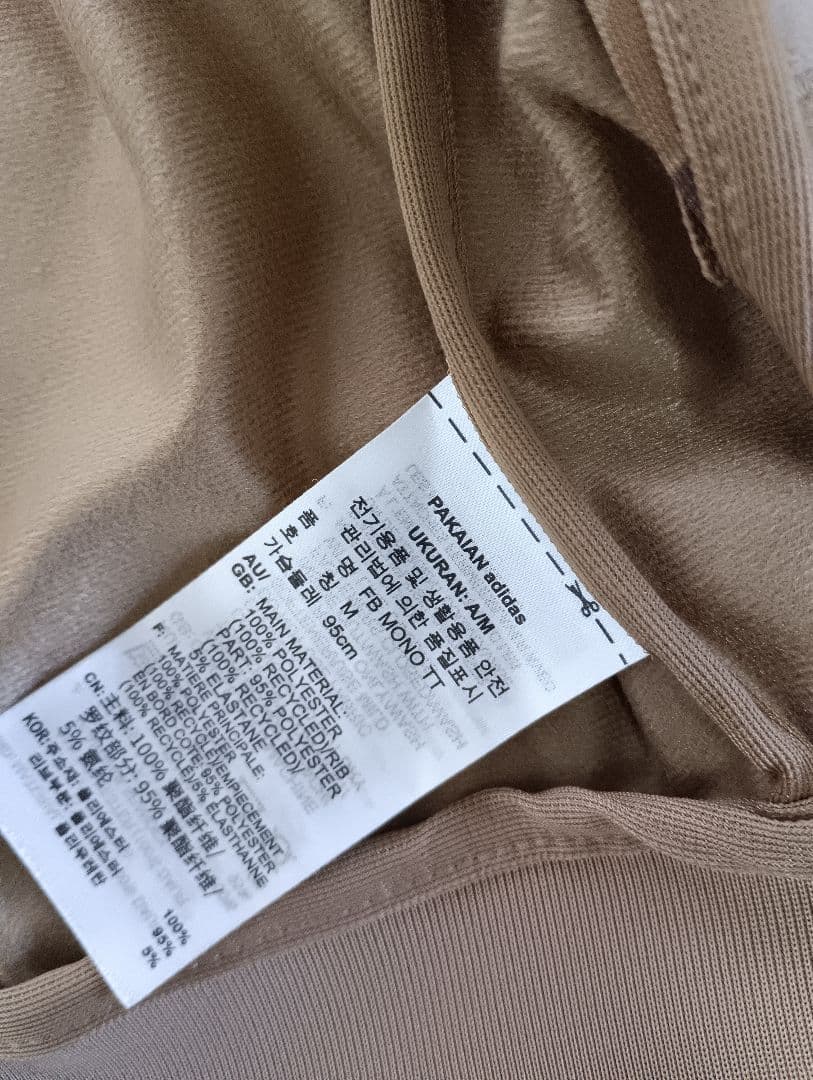 PAKAIAN adidas
UKURAN: A/M
전기용품 및 생활용품 안전
관리법에 의한 품질표시
품 명 FB MONO TT
호 칭 M
가슴둘레 95cm
AU/
GB: MAIN MATERIAL:
100% POLYESTER
(100% RECYCLED)/RIB
PART: 95% POLYESTER
(100% RECYCLED)/
5% ELASTANE
(100% RECYCLED)
F: MATIERE PRINCIPALE:
100% POLYESTER
(100% RECYCLE)/EMPIECEMENT
EN BORD COTE: 95% POLYESTER
(100% RECYCLE)/5% ÉLASTHANNE
CN: 主料: 100% 聚酯纤维/
罗纹部分: 95% 聚酯纤维/
5% 氨纶
KOR: 주소재: 폴리에스터 100%
리브부분: 폴리에스터 95%
폴리우레탄 5%